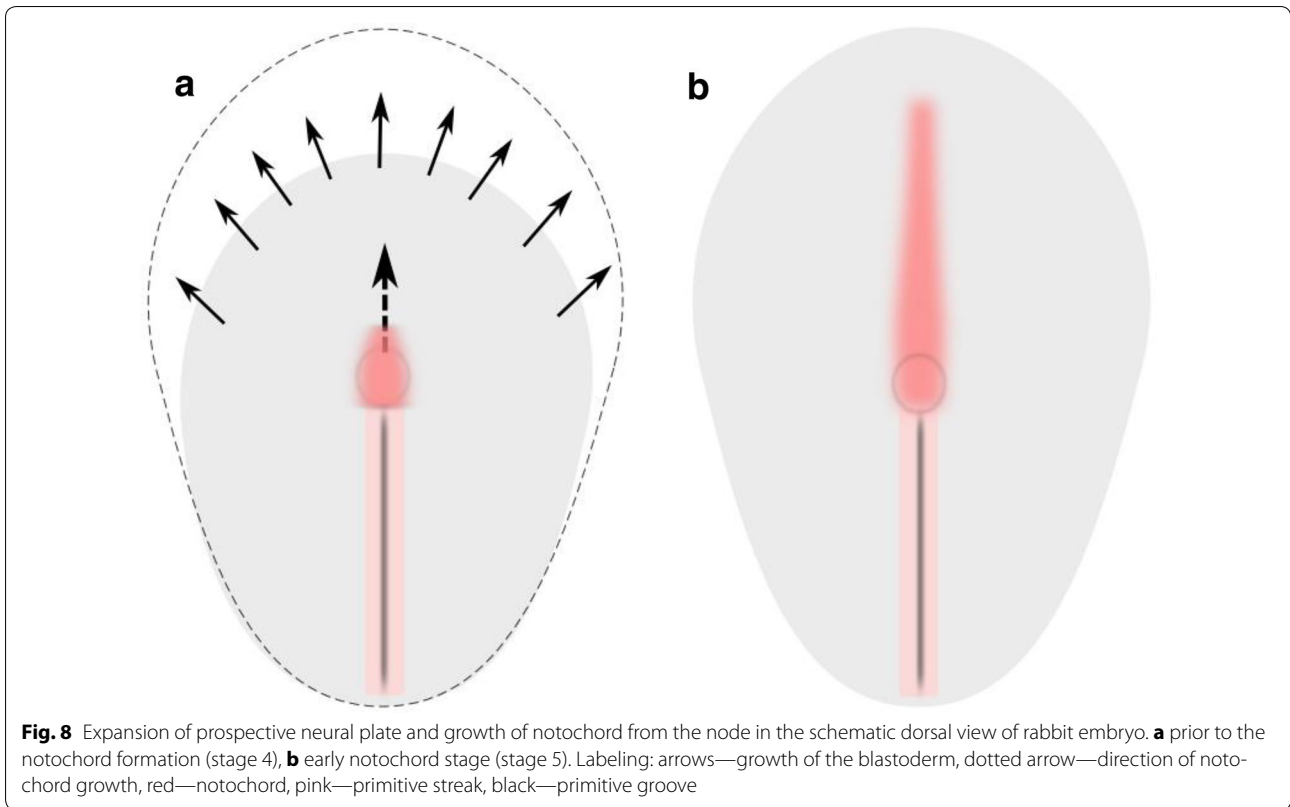 a
b
Fig. 8 Expansion of prospective neural plate and growth of notochord from the node in the schematic dorsal view of rabbit embryo. a prior to the
notochord formation (stage 4), b early notochord stage (stage 5). Labeling: arrows—growth of the blastoderm, dotted arrow—direction of noto-
chord growth, red—notochord, pink—primitive streak, black—primitive groove